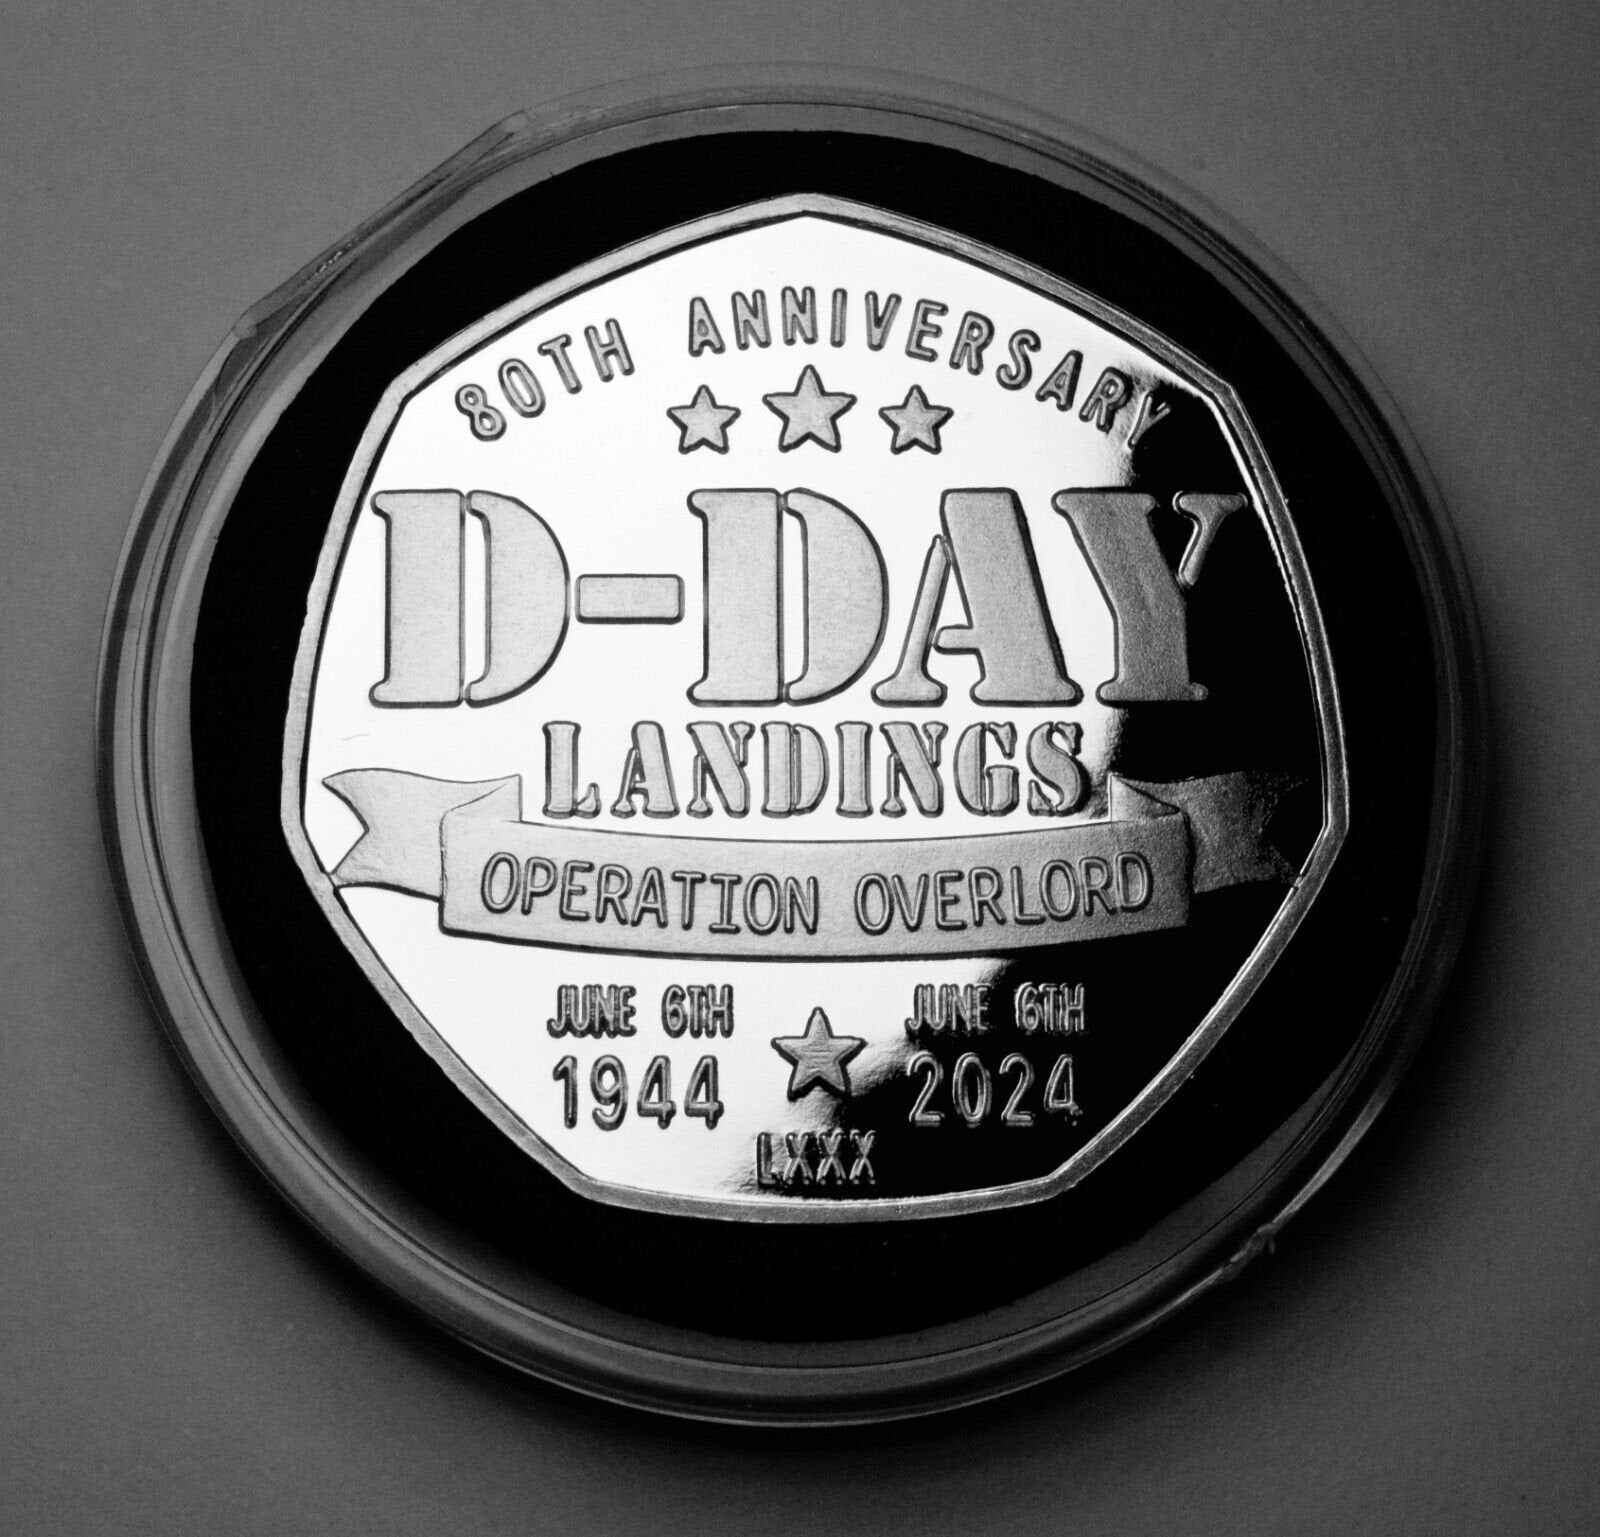 80TH ANNIVERSARY
D-DAY
LANDINGS
OPERATION OVERLORD
JUNE 6TH JUNE 6TH
1944 2024
LXXX